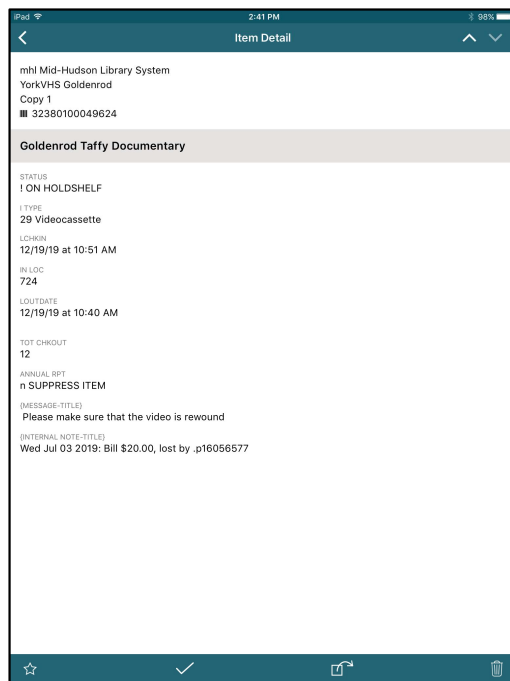 iPad 2:41 PM 98%
Item Detail
mhl Mid-Hudson Library System
YorkVHS Goldenrod
Copy 1
32380100049624
Goldenrod Taffy Documentary
STATUS
! ON HOLDSHELF
I TYPE
29 Videocassette
LCHKIN
12/19/19 at 10:51 AM
IN LOC
724
LOUTDATE
12/19/19 at 10:40 AM
TOT CHKOUT
12
ANNUAL RPT
n SUPPRESS ITEM
{MESSAGE-TITLE}
Please make sure that the video is rewound
{INTERNAL NOTE-TITLE}
Wed Jul 03 2019: Bill $20.00, lost by .p16056577